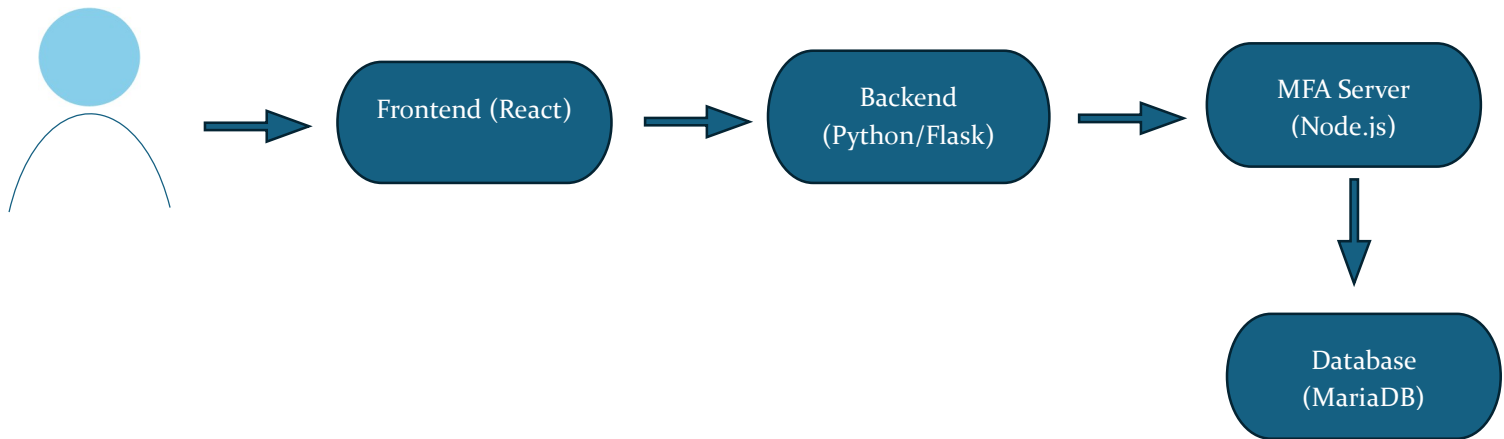 Frontend (React)
Backend
(Python/Flask)
MFA Server
(Node.js)
Database
(MariaDB)